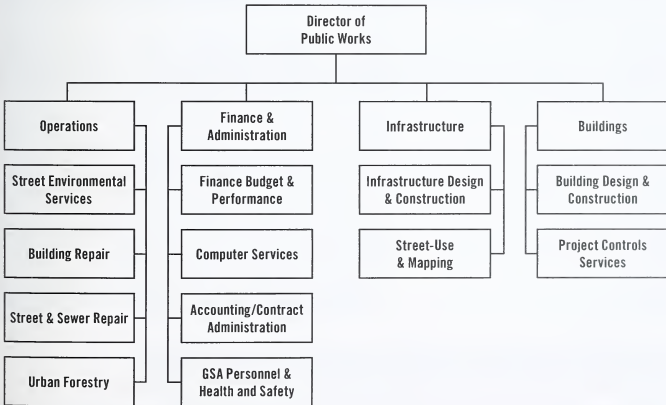 Director of
Public Works
Operations
Street Environmental
Services
Building Repair
Street & Sewer Repair
Urban Forestry
Finance &
Administration
Finance Budget &
Performance
Computer Services
Accounting/Contract
Administration
GSA Personnel &
Health and Safety
Infrastructure
Infrastructure Design
& Construction
Street-Use
& Mapping
Buildings
Building Design &
Construction
Project Controls
Services